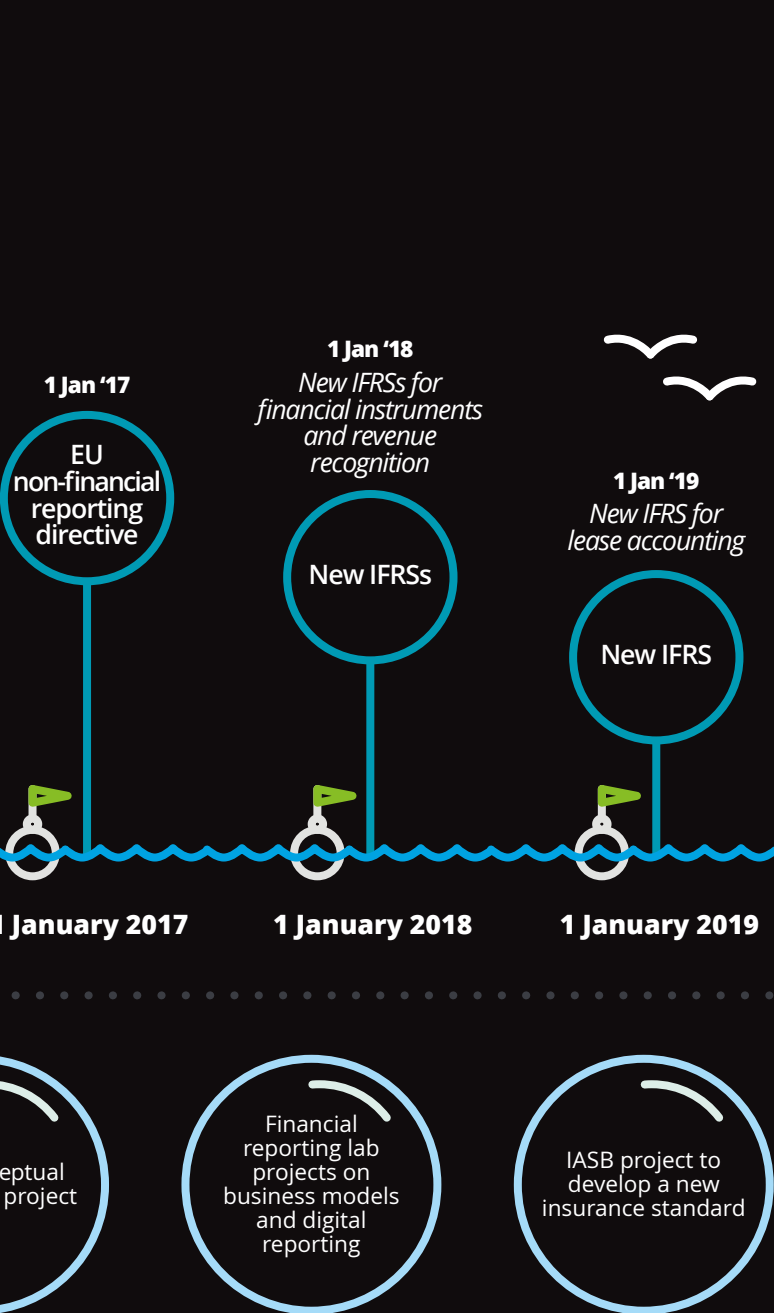 1 Jan ‘17
EU
non-financial
reporting
directive
1 Jan ‘18
New IFRSs for
financial instruments
and revenue
recognition
New IFRSs
1 Jan ‘19
New IFRS for
lease accounting
New IFRS
1 January 2017
1 January 2018
1 January 2019
eptual
project
Financial
reporting lab
projects on
business models
and digital
reporting
IASB project to
develop a new
insurance standard